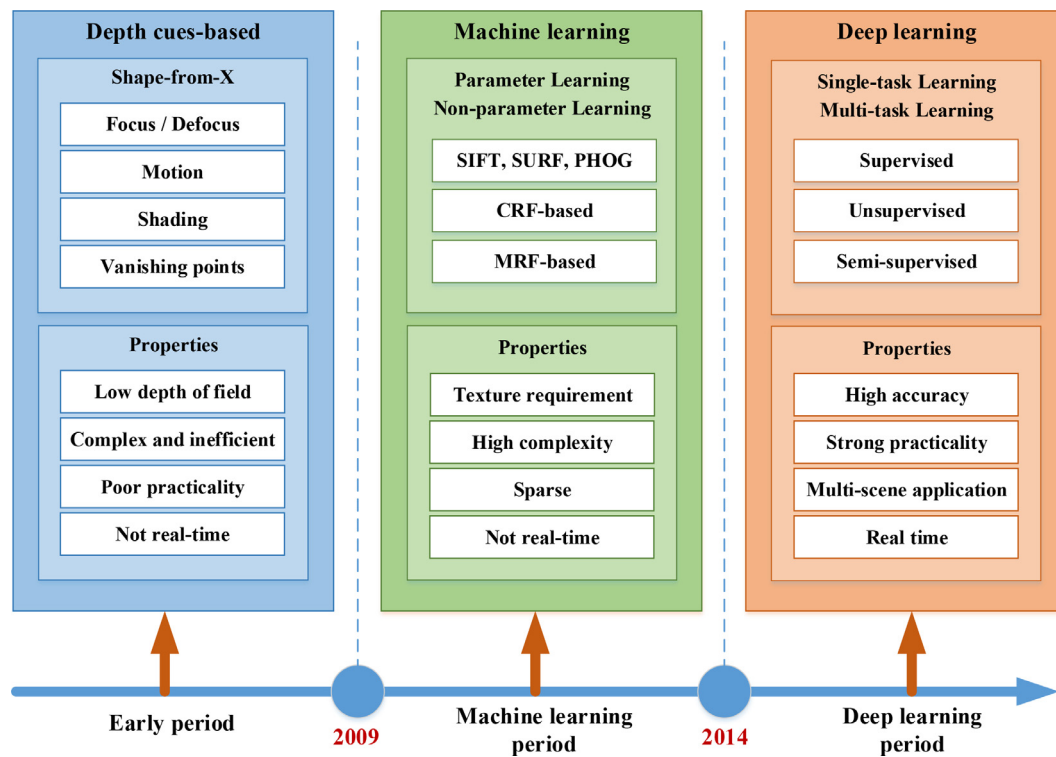 Depth cues-based
Shape-from-X
Focus / Defocus
Motion
Shading
Vanishing points
Properties
Low depth of field
Complex and inefficient
Poor practicality
Not real-time
Machine learning
Parameter Learning
Non-parameter Learning
SIFT, SURF, PHOG
CRF-based
MRF-based
Properties
Texture requirement
High complexity
Sparse
Not real-time
Deep learning
Single-task Learning
Multi-task Learning
Supervised
Unsupervised
Semi-supervised
Properties
High accuracy
Strong practicality
Multi-scene application
Real time
Early period
2009
Machine learning
period
2014
Deep learning
period